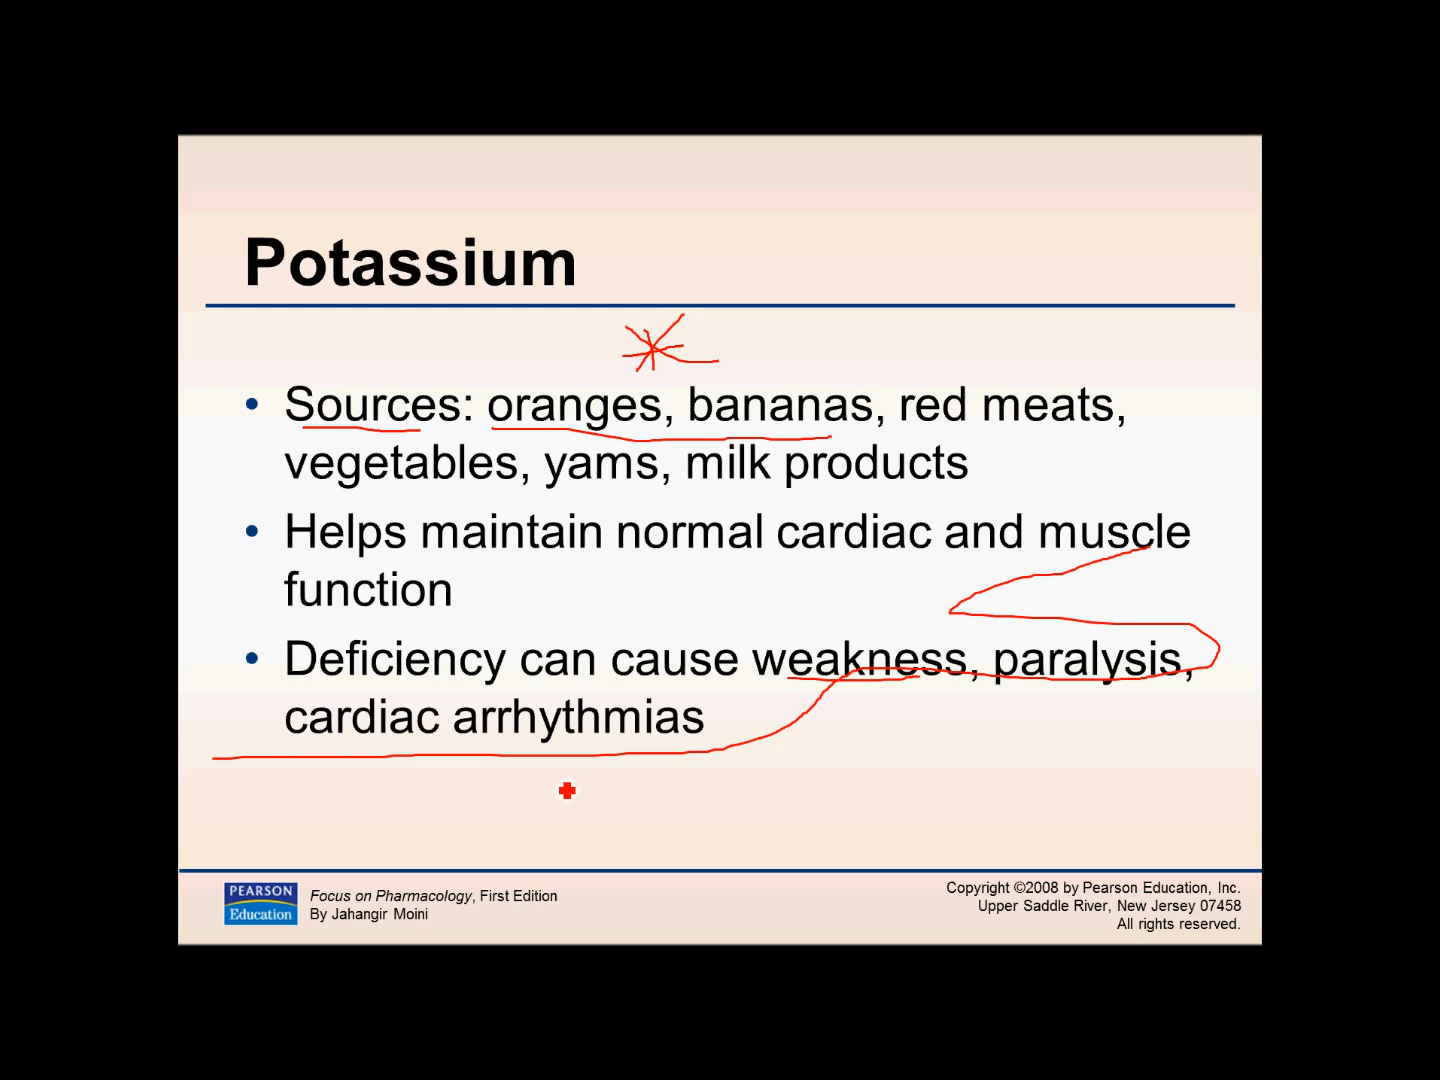 Potassium
• Sources: oranges, bananas, red meats,
vegetables, yams, milk products
• Helps maintain normal cardiac and muscle
function
• Deficiency can cause weakness, paralysis,
cardiac arrhythmias
PEARSON
Education
Focus on Pharmacology, First Edition
By Jahangir Moini
Copyright ©2008 by Pearson Education, Inc.
Upper Saddle River, New Jersey 07458
All rights reserved.